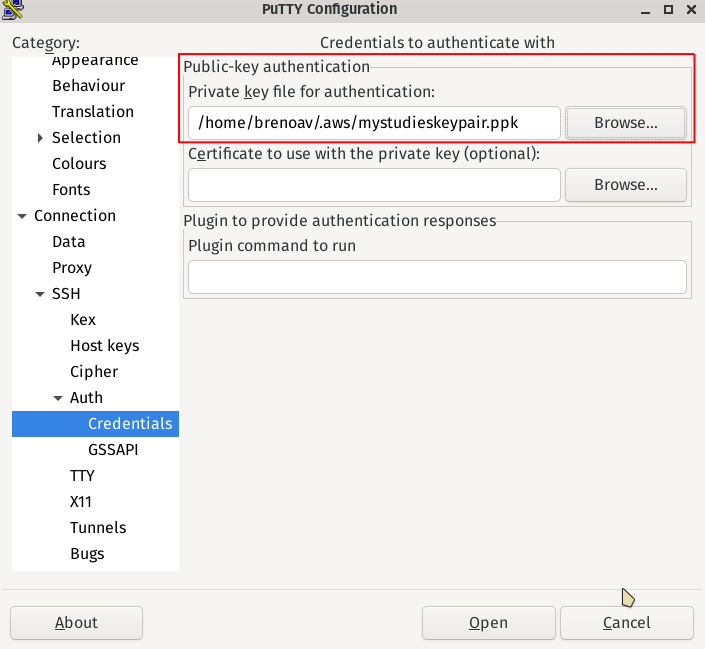 PuTTY Configuration
Category:
Appearance
Behaviour
Translation
Selection
Colours
Fonts
Connection
Data
Proxy
SSH
Kex
Host keys
Cipher
Auth
Credentials
GSSAPI
TTY
X11
Tunnels
Bugs
Credentials to authenticate with
Public-key authentication
Private key file for authentication:
/home/brenoav/.aws/mystudieskeypair.ppk
Browse...
Certificate to use with the private key (optional):
Browse...
Plugin to provide authentication responses
Plugin command to run
About
Open
Cancel